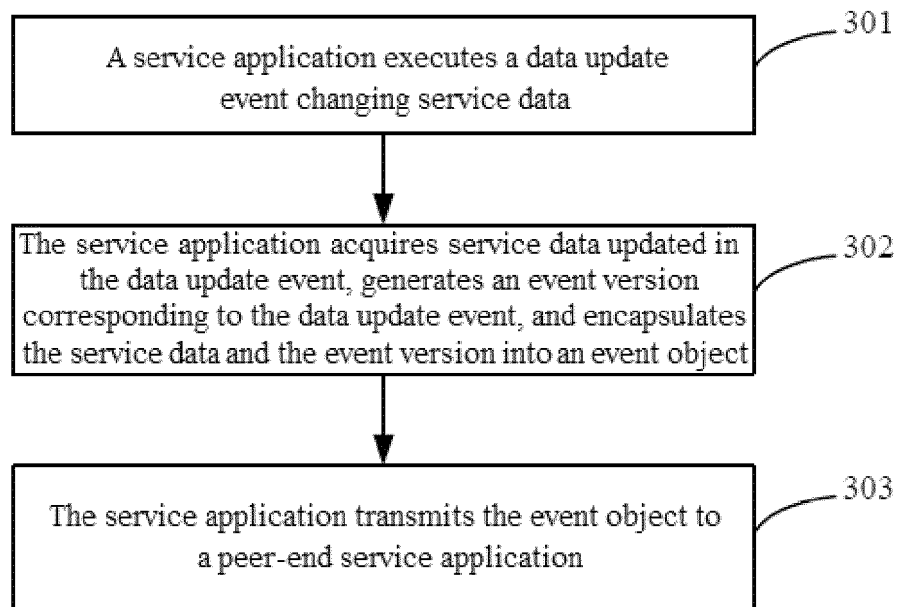 A service application executes a data update
event changing service data
301
The service application acquires service data updated in
the data update event, generates an event version
corresponding to the data update event, and encapsulates
the service data and the event version into an event object
302
The service application transmits the event object to
a peer-end service application
303